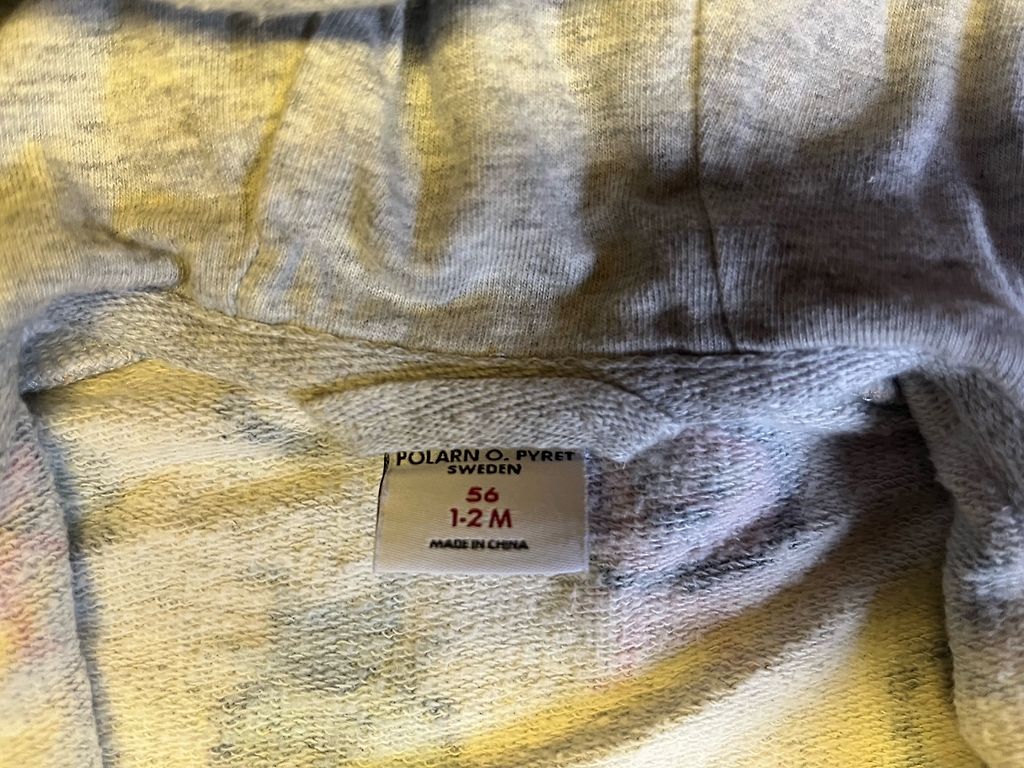 POLARN O. PYRET
SWEDEN
56
1-2 M
MADE IN CHINA